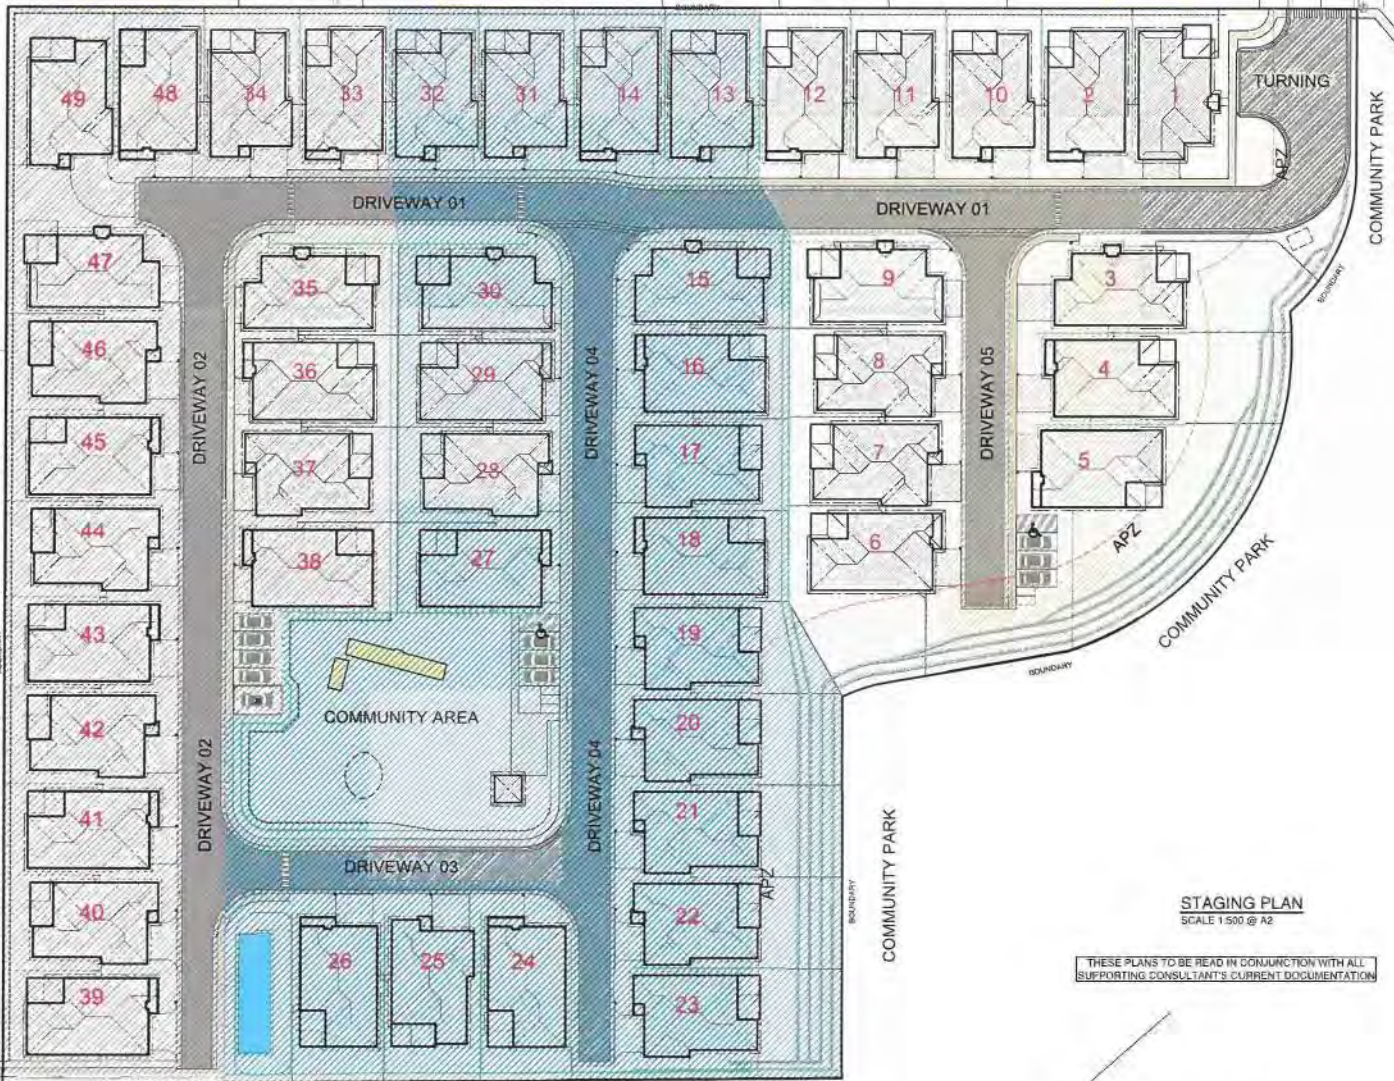 BOUNDARY
49 48 34 33 32 31 14 13 12 11 10 2 1
TURNING
APZ
COMMUNITY PARK
DRIVEWAY 01
DRIVEWAY 01
47 35 30 15 9 3
BOUNDARY
46 36 29 16 8 4
DRIVEWAY 02
DRIVEWAY 04
DRIVEWAY 05
45 37 28 17 7 5
44 38 27 18 6
APZ
COMMUNITY PARK
43 19
BOUNDARY
42 20
COMMUNITY AREA
DRIVEWAY 02
DRIVEWAY 04
41 21
DRIVEWAY 03
APZ
BOUNDARY
COMMUNITY PARK
40 26 25 24 22
39 23
STAGING PLAN
SCALE 1:500 @ A2
THESE PLANS TO BE READ IN CONJUNCTION WITH ALL
SUPPORTING CONSULTANT'S CURRENT DOCUMENTATION